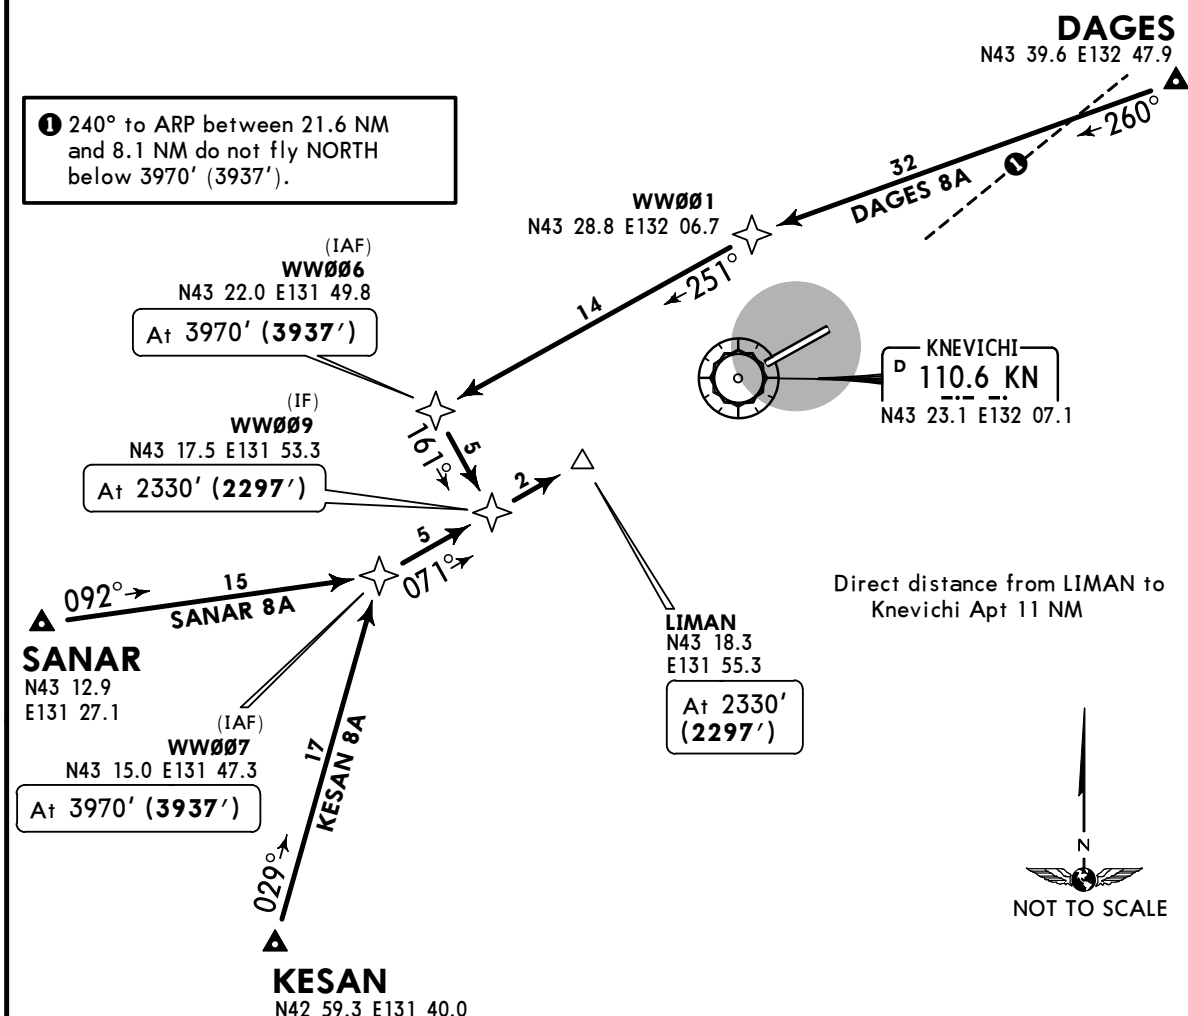 DAGES
N43 39.6 E132 47.9
1 240° to ARP between 21.6 NM
and 8.1 NM do not fly NORTH
below 3970' (3937').
260°
1
32
DAGES 8A
WWØØ1
N43 28.8 E132 06.7
251°
14
(IAF)
WWØØ6
N43 22.0 E131 49.8
At 3970' (3937')
KNEVICHI
D 110.6 KN
N43 23.1 E132 07.1
(IF)
WWØØ9
N43 17.5 E131 53.3
At 2330' (2297')
161°
5
2
5
071°
092°
15
SANAR 8A
SANAR
N43 12.9
E131 27.1
Direct distance from LIMAN to
Knevichi Apt 11 NM
LIMAN
N43 18.3
E131 55.3
At 2330'
(2297')
(IAF)
WWØØ7
N43 15.0 E131 47.3
At 3970' (3937')
17
KESAN 8A
029°
KESAN
N42 59.3 E131 40.0
N
NOT TO SCALE